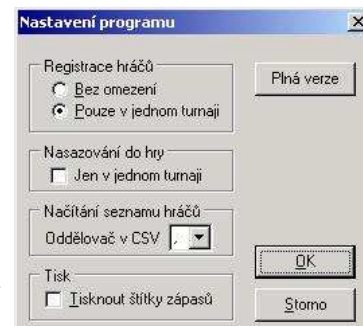 Nastavení programu
Registrace hráčů
Bez omezení
Pouze v jednom turnaji
Plná verze
Nasazování do hry
Jen v jednom turnaji
Načítání seznamu hráčů
Oddělovač v CSV ,
OK
Tisk
Tisknout štítky zápasů
Storno